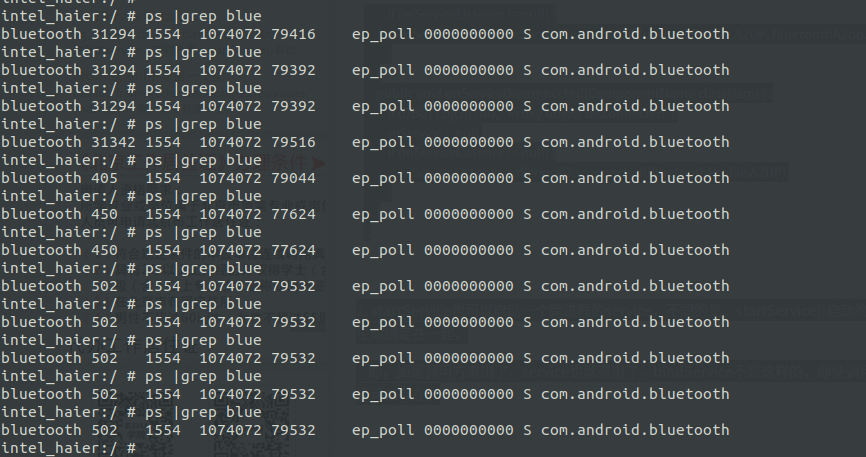 intel_haier:/ #
intel_haier:/ # ps |grep blue
bluetooth 31294 1554  1074072 79416    ep_poll 0000000000 S com.android.bluetooth
intel_haier:/ # ps |grep blue
bluetooth 31294 1554  1074072 79392    ep_poll 0000000000 S com.android.bluetooth
intel_haier:/ # ps |grep blue
bluetooth 31294 1554  1074072 79392    ep_poll 0000000000 S com.android.bluetooth
intel_haier:/ # ps |grep blue
bluetooth 31342 1554  1074072 79516    ep_poll 0000000000 S com.android.bluetooth
intel_haier:/ # ps |grep blue
bluetooth 405   1554  1074072 79044    ep_poll 0000000000 S com.android.bluetooth
intel_haier:/ # ps |grep blue
bluetooth 450   1554  1074072 77624    ep_poll 0000000000 S com.android.bluetooth
intel_haier:/ # ps |grep blue
bluetooth 450   1554  1074072 77624    ep_poll 0000000000 S com.android.bluetooth
intel_haier:/ # ps |grep blue
bluetooth 502   1554  1074072 79532    ep_poll 0000000000 S com.android.bluetooth
intel_haier:/ # ps |grep blue
bluetooth 502   1554  1074072 79532    ep_poll 0000000000 S com.android.bluetooth
intel_haier:/ # ps |grep blue
bluetooth 502   1554  1074072 79532    ep_poll 0000000000 S com.android.bluetooth
intel_haier:/ # ps |grep blue
bluetooth 502   1554  1074072 79532    ep_poll 0000000000 S com.android.bluetooth
intel_haier:/ # ps |grep blue
bluetooth 502   1554  1074072 79532    ep_poll 0000000000 S com.android.bluetooth
intel_haier:/ #